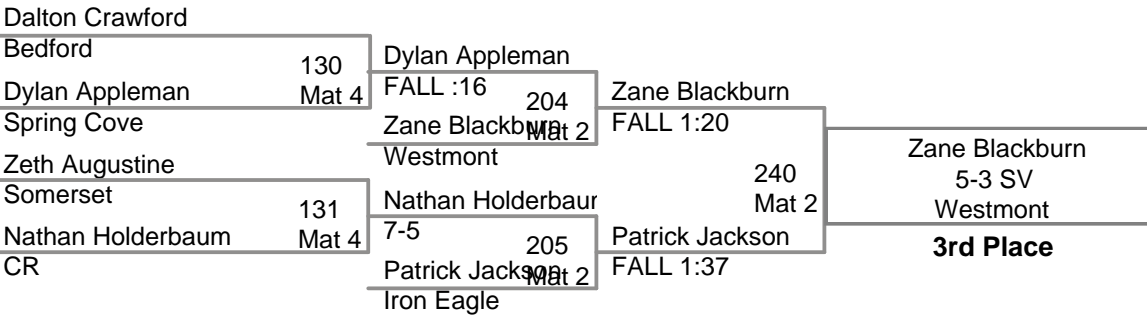 Dalton Crawford
Bedford
130
Mat 4
Dylan Appleman
Spring Cove
Dylan Appleman
FALL :16
204
Mat 2
Zane Blackburn
Westmont
Zane Blackburn
FALL 1:20
Zeth Augustine
Somerset
131
Mat 4
Nathan Holderbaum
CR
Nathan Holderbaur
7-5
205
Mat 2
Patrick Jackson
Iron Eagle
Patrick Jackson
FALL 1:37
240
Mat 2
Zane Blackburn
5-3 SV
Westmont
3rd Place